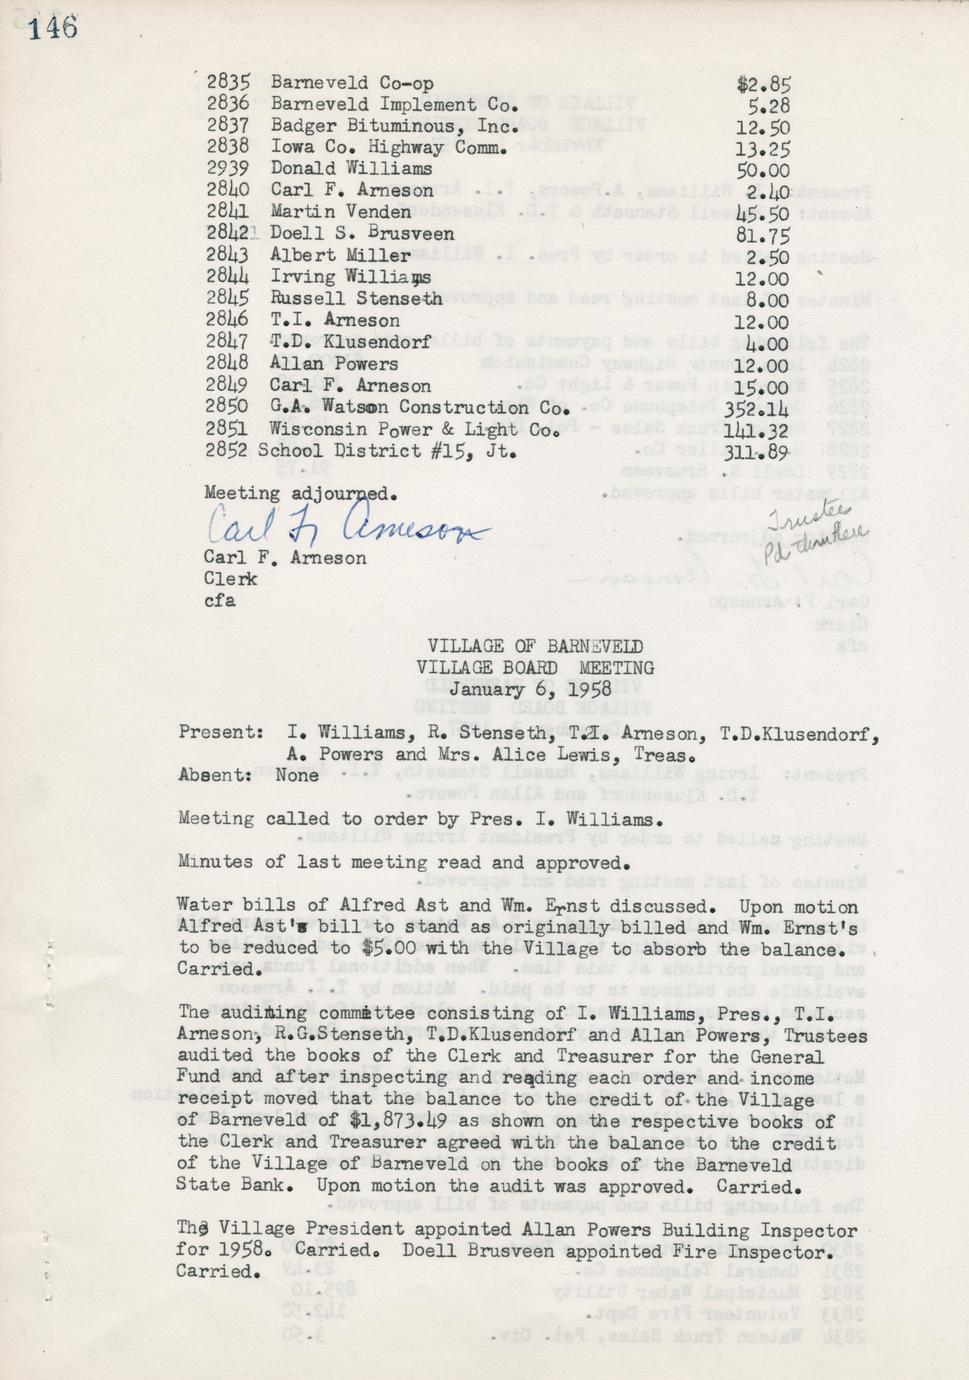 146
2835 Barneveld Co-op $2.85
2836 Barneveld Implement Co. 5.28
2837 Badger Bituminous, Inc. 12.50
2838 Iowa Co. Highway Comm. 13.25
2939 Donald Williams 50.00
2840 Carl F. Arneson 2.40
2841 Martin Venden 45.50
2842 Doell S. Brusveen 81.75
2843 Albert Miller 2.50
2844 Irving Williams 12.00
2845 Russell Stenseth 8.00
2846 T.I. Arneson 12.00
2847 T.D. Klusendorf 4.00
2848 Allan Powers 12.00
2849 Carl F. Arneson 15.00
2850 G.A. Watson Construction Co. 352.14
2851 Wisconsin Power & Light Co. 141.32
2852 School District #15, Jt. 311.89
Meeting adjourned.
Carl F. Arneson
Trustees
Pd. thru here
Carl F. Arneson
Clerk
cfa
VILLAGE OF BARNEVELD
VILLAGE BOARD MEETING
January 6, 1958
Present: I. Williams, R. Stenseth, T.I. Arneson, T.D.Klusendorf,
A. Powers and Mrs. Alice Lewis, Treas.
Absent: None
Meeting called to order by Pres. I. Williams.
Minutes of last meeting read and approved.
Water bills of Alfred Ast and Wm. Ernst discussed. Upon motion
Alfred Ast's bill to stand as originally billed and Wm. Ernst's
to be reduced to $5.00 with the Village to absorb the balance.
Carried.
The auditing committee consisting of I. Williams, Pres., T.I.
Arneson, R.G.Stenseth, T.D.Klusendorf and Allan Powers, Trustees
audited the books of the Clerk and Treasurer for the General
Fund and after inspecting and reading each order and income
receipt moved that the balance to the credit of the Village
of Barneveld of $1,873.49 as shown on the respective books of
the Clerk and Treasurer agreed with the balance to the credit
of the Village of Barneveld on the books of the Barneveld
State Bank. Upon motion the audit was approved. Carried.
The Village President appointed Allan Powers Building Inspector
for 1958. Carried. Doell Brusveen appointed Fire Inspector.
Carried.